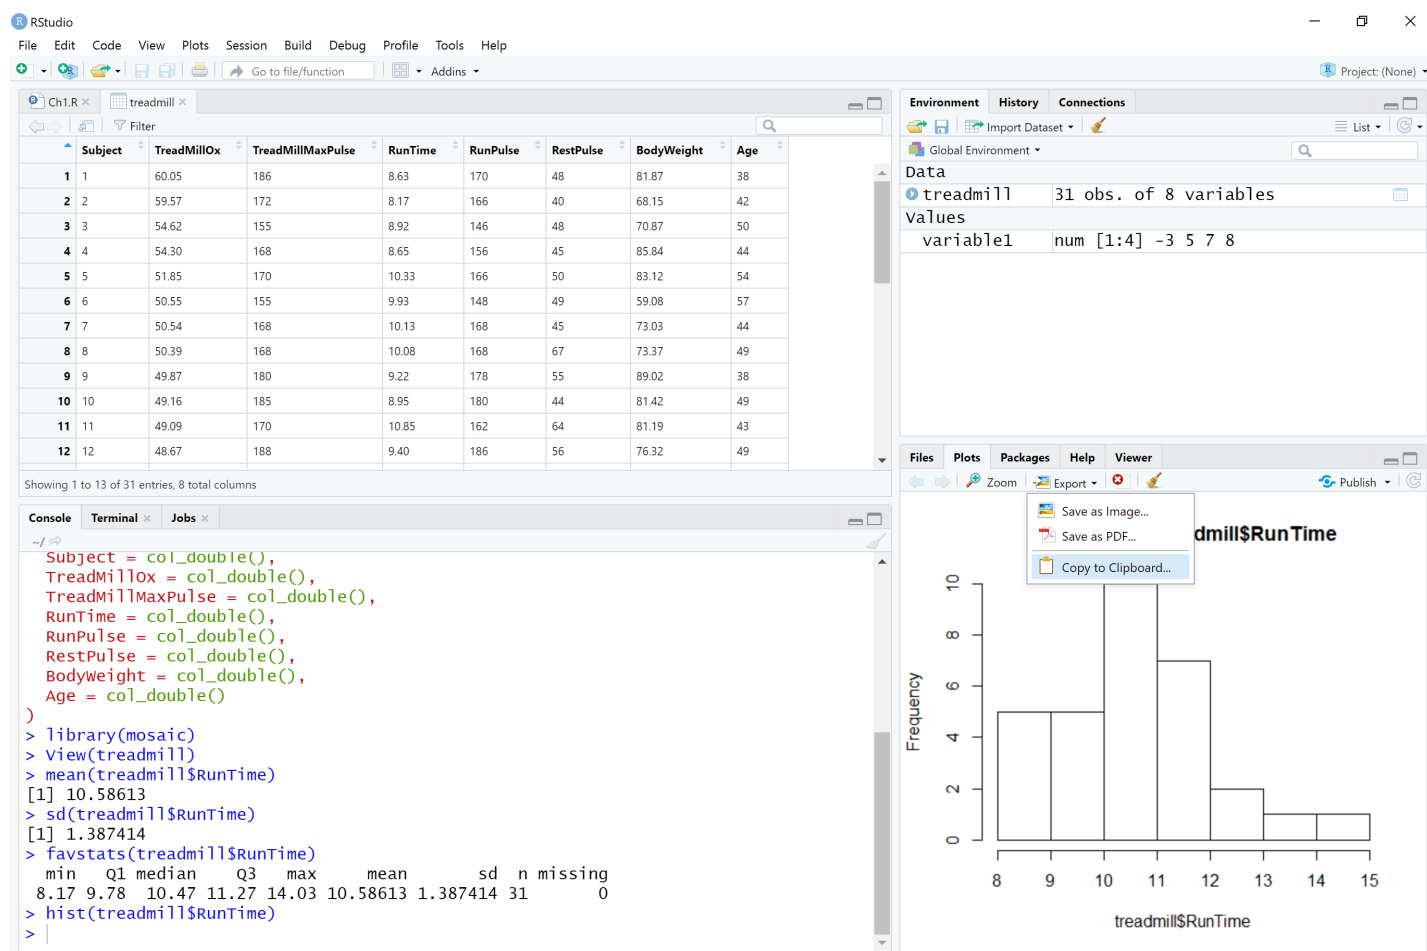 RStudio
File Edit Code View Plots Session Build Debug Profile Tools Help
Go to file/function Addins Project: (None)
Ch1.R treadmill
Filter
Subject TreadMillOx TreadMillMaxPulse RunTime RunPulse RestPulse BodyWeight Age
1 1 60.05 186 8.63 170 48 81.87 38
2 2 59.57 172 8.17 166 40 68.15 42
3 3 54.62 155 8.92 146 48 70.87 50
4 4 54.30 168 8.65 156 45 85.84 44
5 5 51.85 170 10.33 166 50 83.12 54
6 6 50.55 155 9.93 148 49 59.08 57
7 7 50.54 168 10.13 168 45 73.03 44
8 8 50.39 168 10.08 168 67 73.37 49
9 9 49.87 180 9.22 178 55 89.02 38
10 10 49.16 185 8.95 180 44 81.42 49
11 11 49.09 170 10.85 162 64 81.19 43
12 12 48.67 188 9.40 186 56 76.32 49
Showing 1 to 13 of 31 entries, 8 total columns
Console Terminal Jobs
~/
Subject = col_double(),
TreadMillOx = col_double(),
TreadMillMaxPulse = col_double(),
RunTime = col_double(),
RunPulse = col_double(),
RestPulse = col_double(),
BodyWeight = col_double(),
Age = col_double()
)
> library(mosaic)
> View(treadmill)
> mean(treadmill$RunTime)
[1] 10.58613
> sd(treadmill$RunTime)
[1] 1.387414
> favstats(treadmill$RunTime)
min Q1 median Q3 max mean sd n missing
8.17 9.78 10.47 11.27 14.03 10.58613 1.387414 31 0
> hist(treadmill$RunTime)
>
Environment History Connections
Import Dataset List
Global Environment
Data
treadmill 31 obs. of 8 variables
Values
variable1 num [1:4] -3 5 7 8
Files Plots Packages Help Viewer
Zoom Export Publish
Save as Image...
Save as PDF...
Copy to Clipboard...
dmill$RunTime
Frequency
10
8
6
4
2
0
8 9 10 11 12 13 14 15
treadmill$RunTime